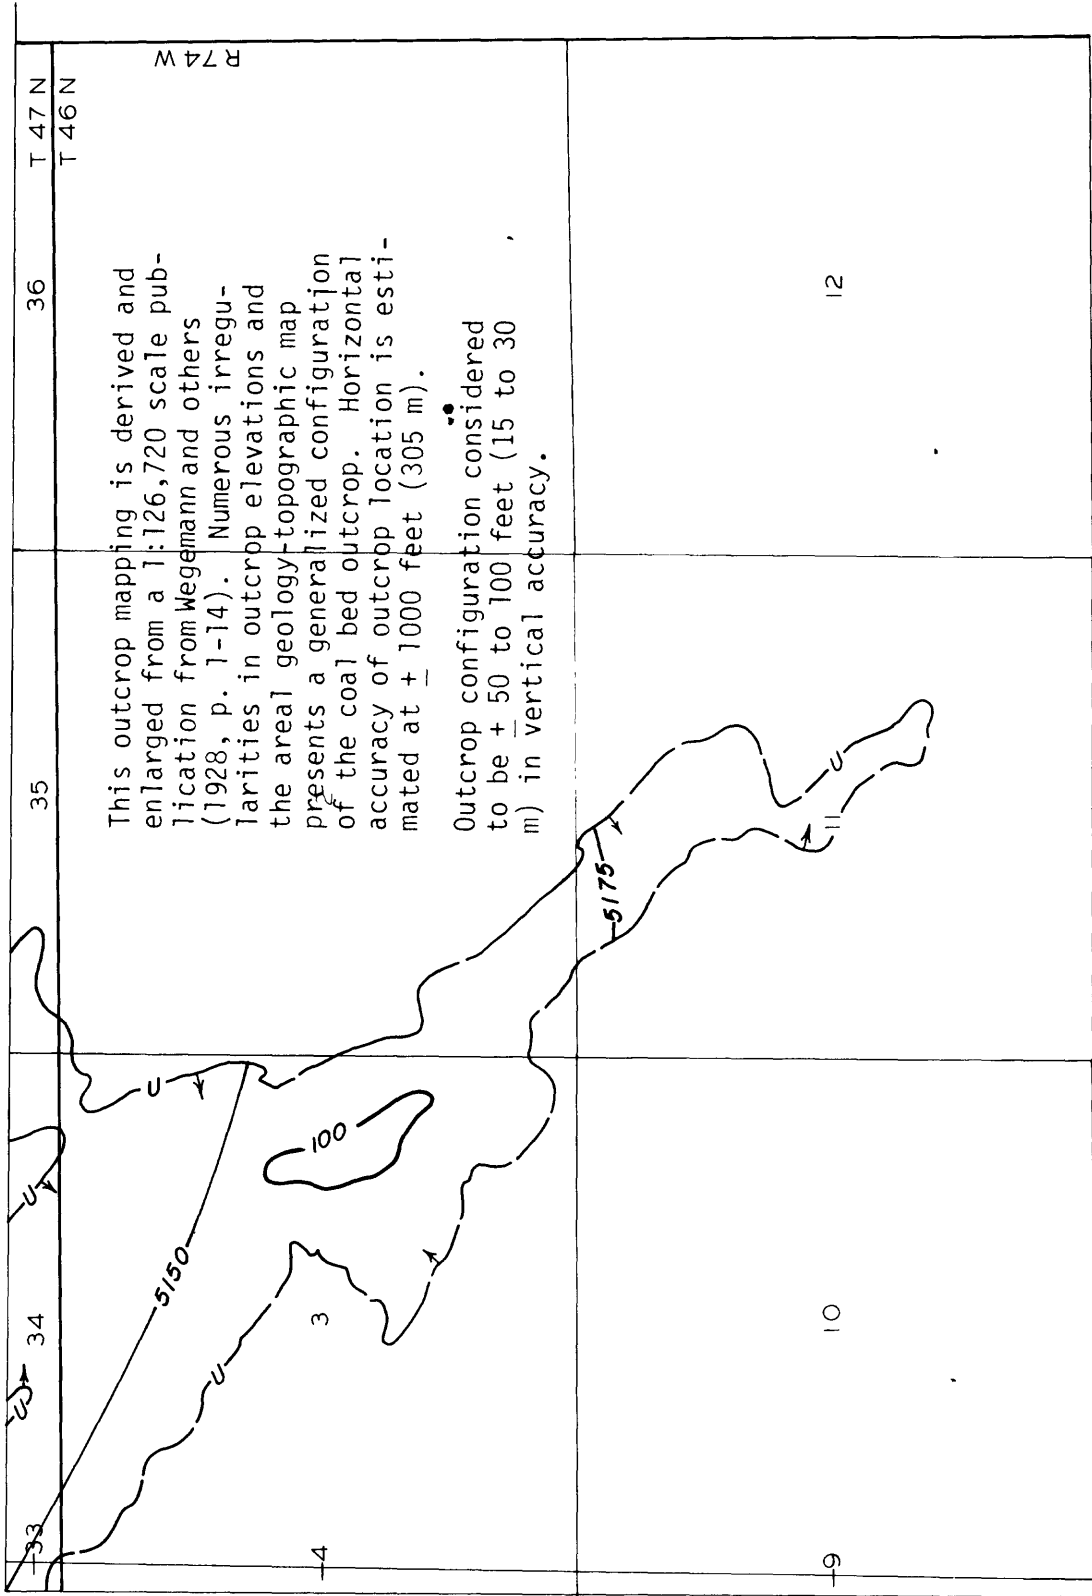 T 47 N
T 46 N
R 74 W
36
35
34
33
This outcrop mapping is derived and
enlarged from a 1:126,720 scale pub-
lication from Wegemann and others
(1928, p. 1-14). Numerous irregu-
larities in outcrop elevations and
the areal geology-topographic map
presents a generalized configuration
of the coal bed outcrop. Horizontal
accuracy of outcrop location is esti-
mated at ± 1000 feet (305 m).
Outcrop configuration considered
to be ± 50 to 100 feet (15 to 30
m) in vertical accuracy.
U
U
U
U
5150
100
3
4
5175
U
11
12
10
9